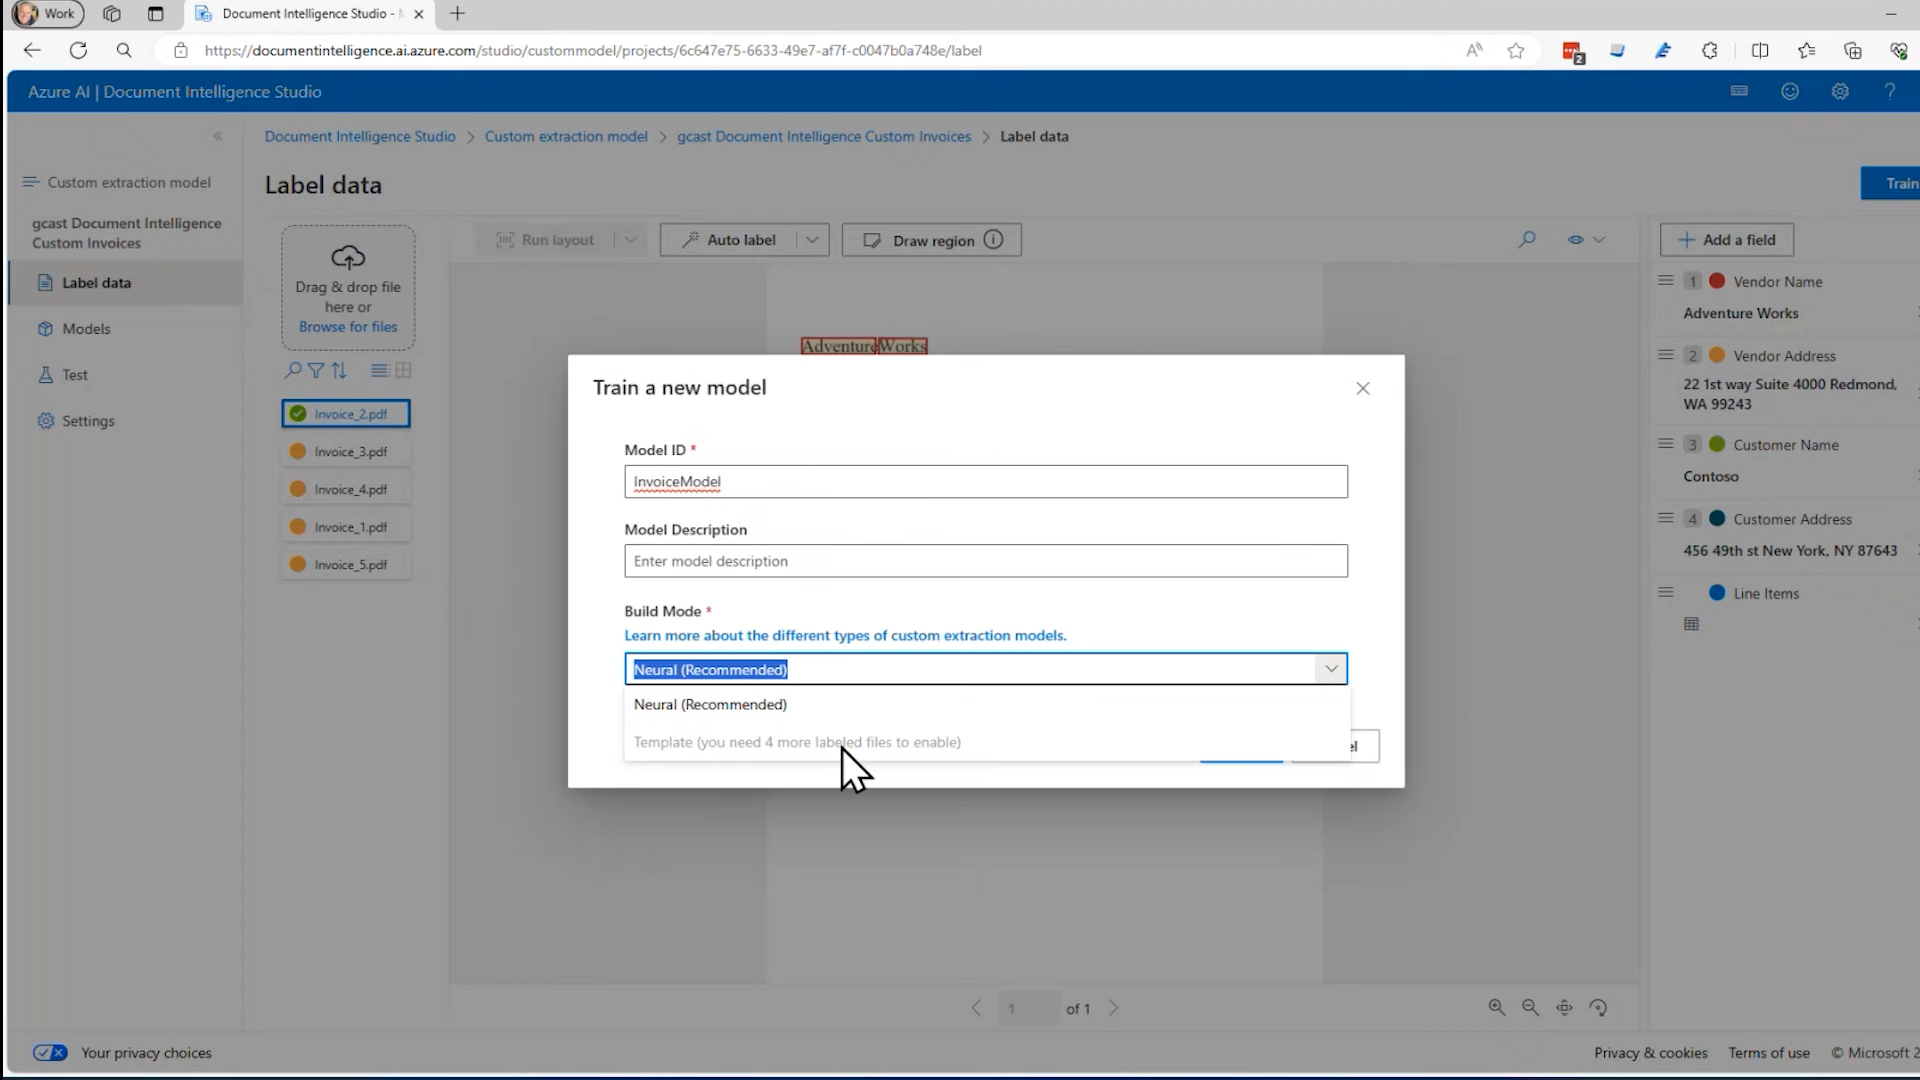 Work
Document Intelligence Studio -
https://documentintelligence.ai.azure.com/studio/custommodel/projects/6c647e75-6633-49e7-af7f-c0047b0a748e/label
2
Azure AI | Document Intelligence Studio
Document Intelligence Studio > Custom extraction model > gcast Document Intelligence Custom Invoices > Label data
Custom extraction model
gcast Document Intelligence
Custom Invoices
Label data
Models
Test
Settings
Label data
Train
Drag & drop file
here or
Browse for files
Invoice_2.pdf
Invoice_3.pdf
Invoice_4.pdf
Invoice_1.pdf
Invoice_5.pdf
Run layout
Auto label
Draw region
Adventure Works
Train a new model
Model ID *
InvoiceModel
Model Description
Enter model description
Build Mode *
Learn more about the different types of custom extraction models.
Neural (Recommended)
Neural (Recommended)
Template (you need 4 more labeled files to enable)
el
Add a field
1 Vendor Name
Adventure Works
2 Vendor Address
22 1st way Suite 4000 Redmond,
WA 99243
3 Customer Name
Contoso
4 Customer Address
456 49th st New York, NY 87643
Line Items
1 of 1
Your privacy choices
Privacy & cookies
Terms of use
© Microsoft 2